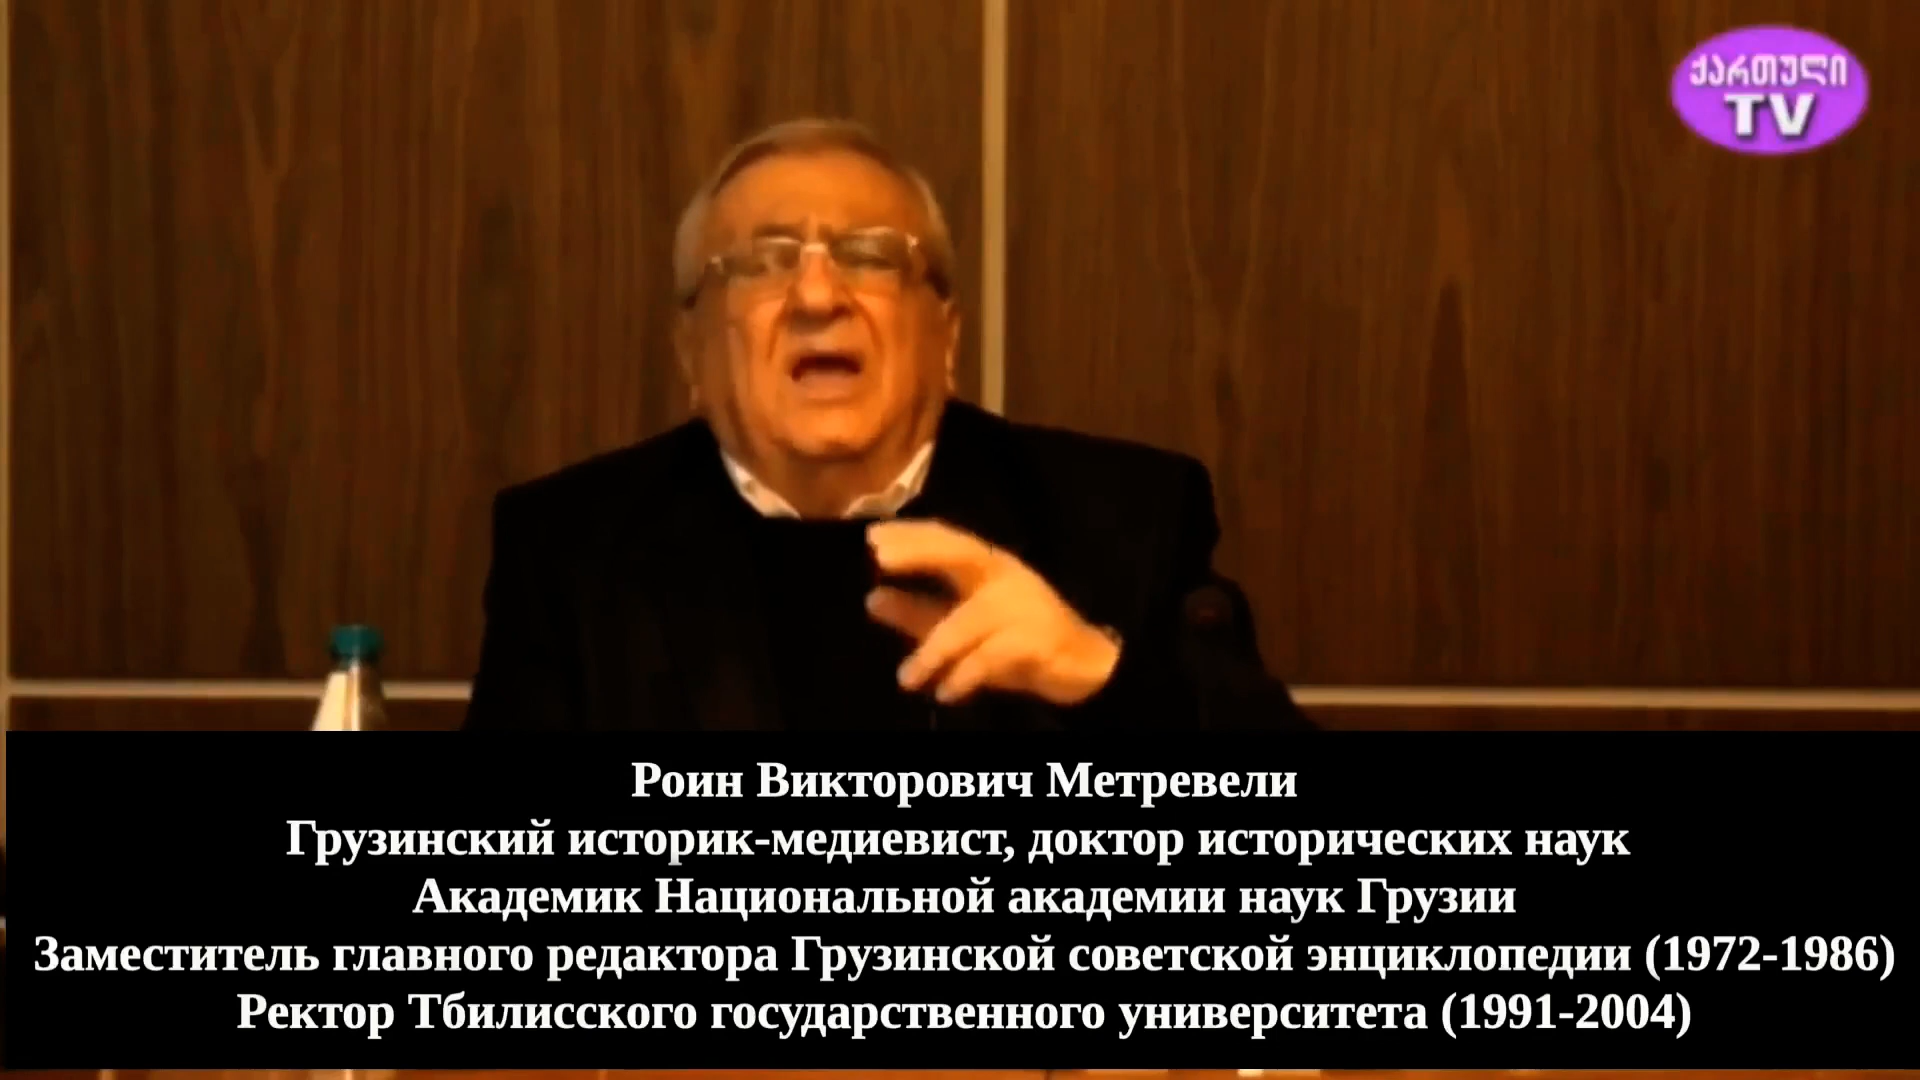 ქართული
TV
Роин Викторович Метревели
Грузинский историк-медиевист, доктор исторических наук
Академик Национальной академии наук Грузии
Заместитель главного редактора Грузинской советской энциклопедии (1972-1986)
Ректор Тбилисского государственного университета (1991-2004)